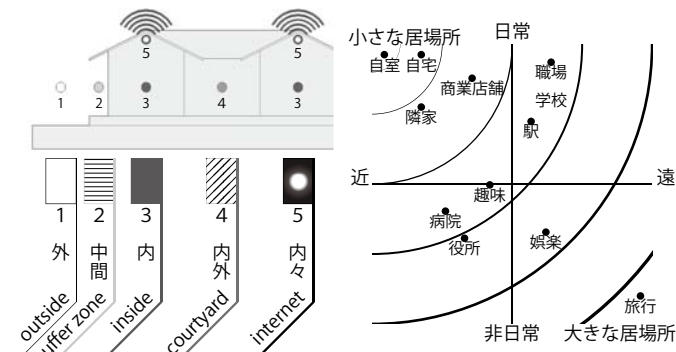 5
5
1
2
3
4
3
1
2
3
4
5
外
中間
内
内外
内々
outside
uffer zone
inside
courtyard
internet
小さな居場所
日常
自室
自宅
職場
商業店舗
学校
隣家
駅
近
遠
趣味
病院
役所
娯楽
旅行
非日常
大きな居場所